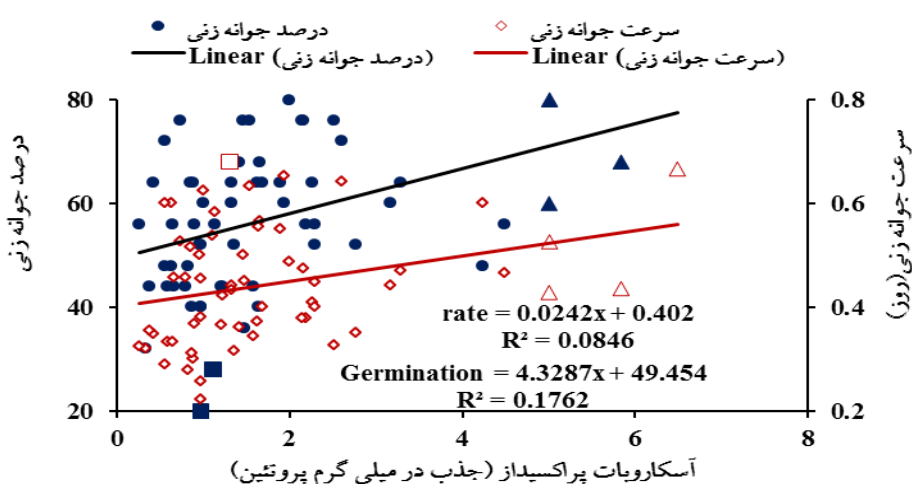 درصد جوانه زنی
سرعت جوانه زنی
Linear (درصد جوانه زنی)
Linear (سرعت جوانه زنی)
80
60
40
20
درصد جوانه زنی
0.8
0.6
0.4
0.2
سرعت جوانه زنی(روز)
rate = 0.0242x + 0.402
R² = 0.0846
Germination = 4.3287x + 49.454
R² = 0.1762
0 2 4 6 8
آسکاروبات پراکسیداز (جذب در میلی گرم پروتئین)